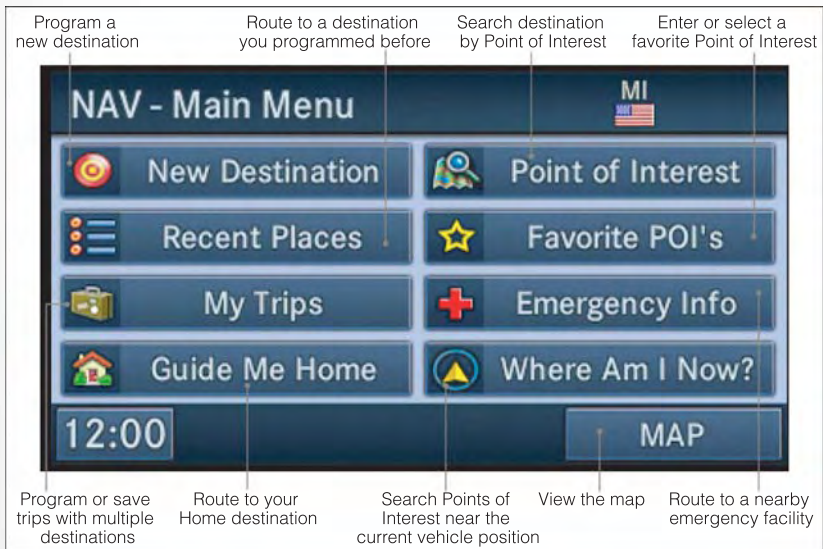 Program a
new destination
Route to a destination
you programmed before
Search destination
by Point of Interest
Enter or select a
favorite Point of Interest
NAV - Main Menu
MI
New Destination
Point of Interest
Recent Places
Favorite POI's
My Trips
Emergency Info
Guide Me Home
Where Am I Now?
12:00
MAP
Program or save
trips with multiple
destinations
Route to your
Home destination
Search Points of
Interest near the
current vehicle position
View the map
Route to a nearby
emergency facility